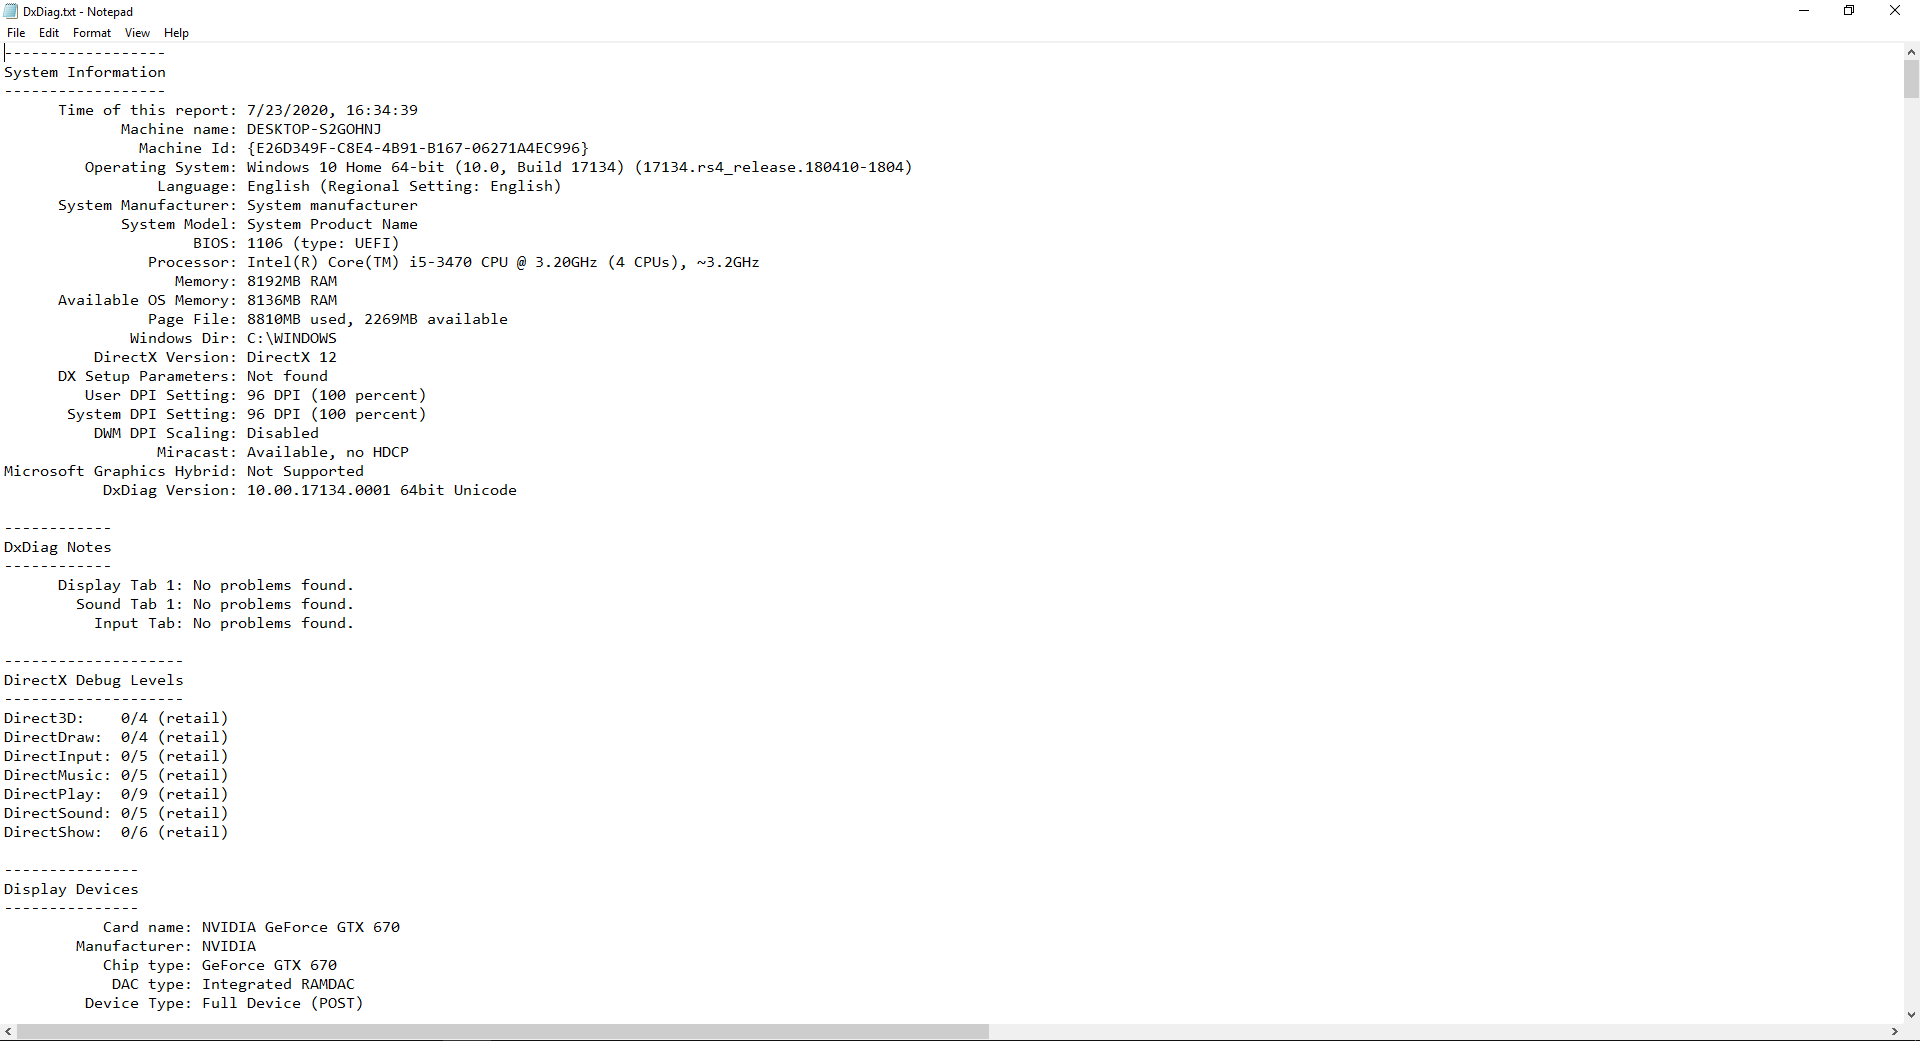 DxDiag.txt - Notepad
File Edit Format View Help
------------------
System Information
------------------
      Time of this report: 7/23/2020, 16:34:39
             Machine name: DESKTOP-S2GOHNJ
               Machine Id: {E26D349F-C8E4-4B91-B167-06271A4EC996}
         Operating System: Windows 10 Home 64-bit (10.0, Build 17134) (17134.rs4_release.180410-1804)
                 Language: English (Regional Setting: English)
      System Manufacturer: System manufacturer
             System Model: System Product Name
                     BIOS: 1106 (type: UEFI)
                Processor: Intel(R) Core(TM) i5-3470 CPU @ 3.20GHz (4 CPUs), ~3.2GHz
                   Memory: 8192MB RAM
      Available OS Memory: 8136MB RAM
                Page File: 8810MB used, 2269MB available
              Windows Dir: C:\WINDOWS
          DirectX Version: DirectX 12
      DX Setup Parameters: Not found
         User DPI Setting: 96 DPI (100 percent)
       System DPI Setting: 96 DPI (100 percent)
          DWM DPI Scaling: Disabled
                 Miracast: Available, no HDCP
Microsoft Graphics Hybrid: Not Supported
           DxDiag Version: 10.00.17134.0001 64bit Unicode
------------
DxDiag Notes
------------
      Display Tab 1: No problems found.
        Sound Tab 1: No problems found.
          Input Tab: No problems found.
--------------------
DirectX Debug Levels
--------------------
Direct3D:    0/4 (retail)
DirectDraw:  0/4 (retail)
DirectInput: 0/5 (retail)
DirectMusic: 0/5 (retail)
DirectPlay:  0/9 (retail)
DirectSound: 0/5 (retail)
DirectShow:  0/6 (retail)
---------------
Display Devices
---------------
           Card name: NVIDIA GeForce GTX 670
        Manufacturer: NVIDIA
           Chip type: GeForce GTX 670
            DAC type: Integrated RAMDAC
         Device Type: Full Device (POST)